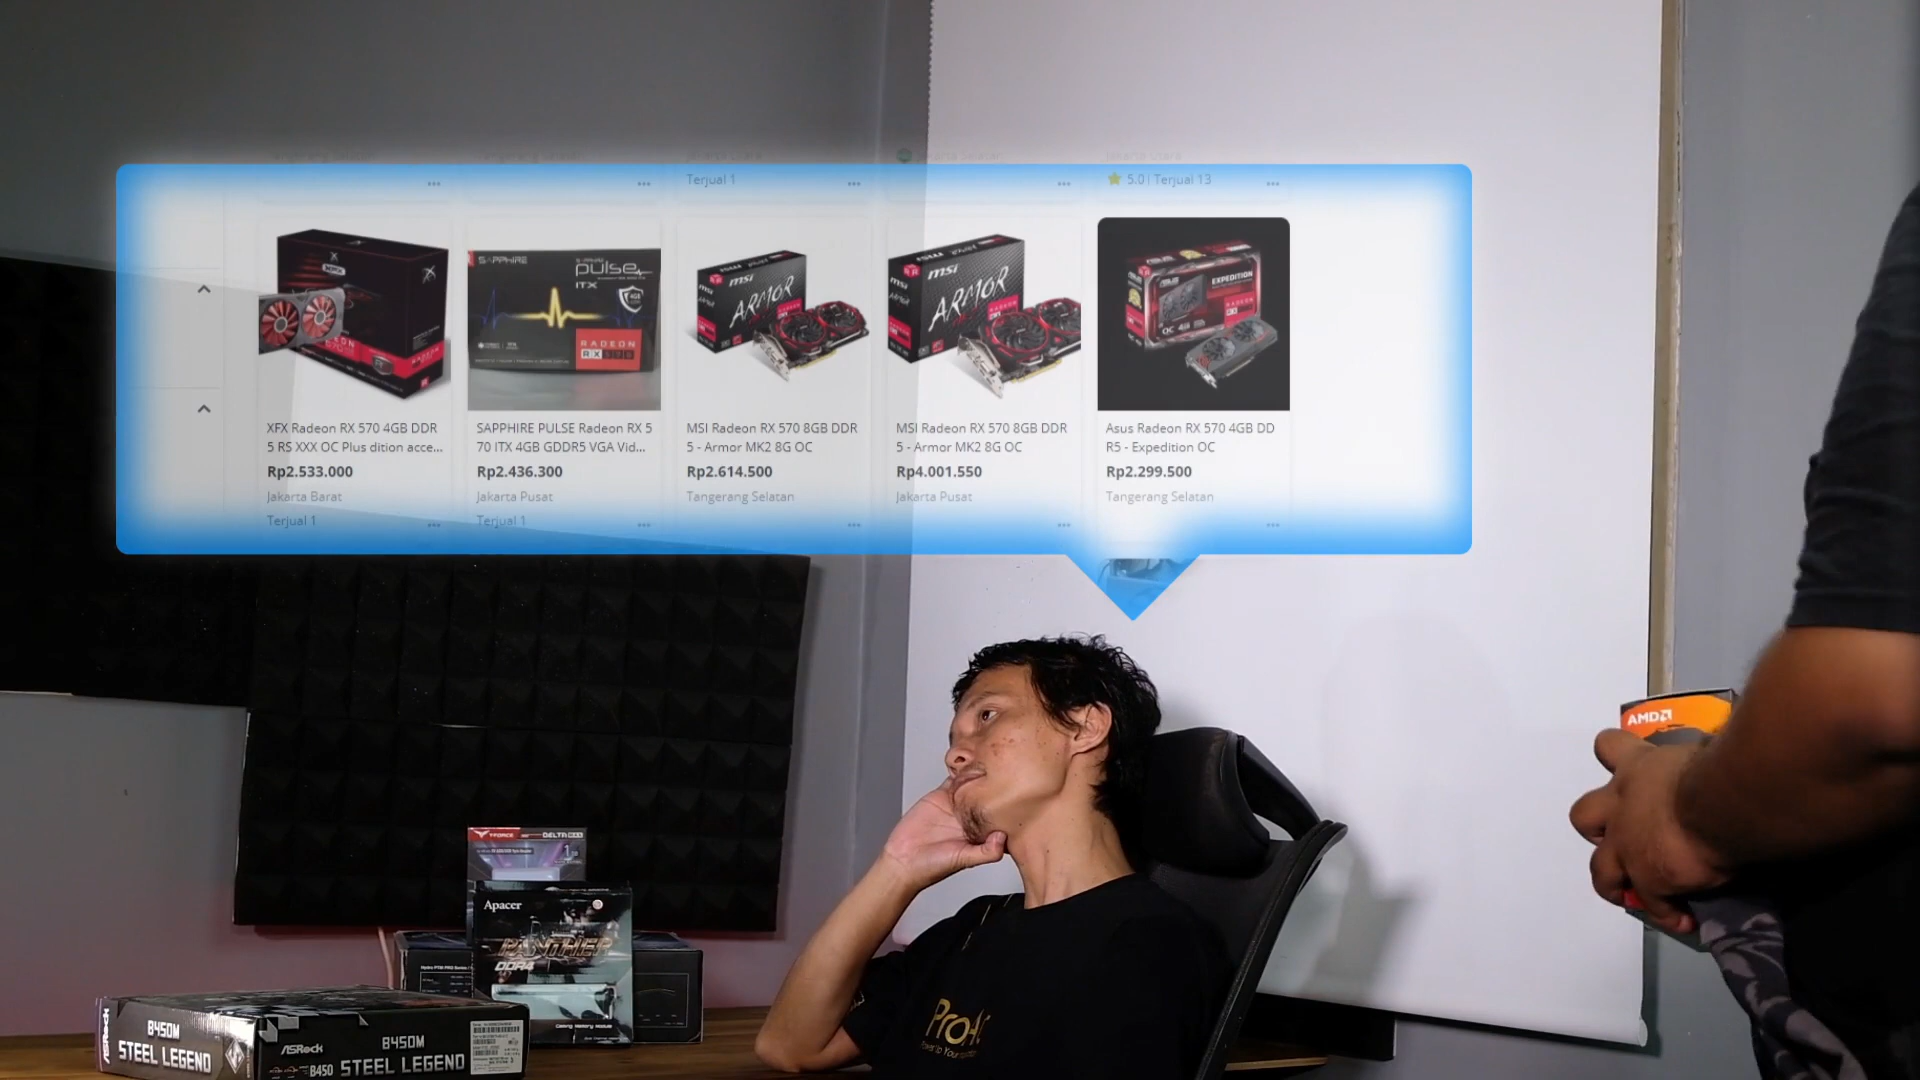 Terjual 1
5.0 | Terjual 13
XFX Radeon RX 570 4GB DDR
5 RS XXX OC Plus dition acce...
Rp2.533.000
Jakarta Barat
Terjual 1
SAPPHIRE PULSE Radeon RX 5
70 ITX 4GB GDDR5 VGA Vid...
Rp2.436.300
Jakarta Pusat
Terjual 1
MSI Radeon RX 570 8GB DDR
5 - Armor MK2 8G OC
Rp2.614.500
Tangerang Selatan
MSI Radeon RX 570 8GB DDR
5 - Armor MK2 8G OC
Rp4.001.550
Jakarta Pusat
Asus Radeon RX 570 4GB DD
R5 - Expedition OC
Rp2.299.500
Tangerang Selatan
SAPPHIRE
pulse
ITX
RADEON
msi
ARMOR
msi
ARMOR
EXPEDITION
OC
AMD
T-FORCE
DELTA
Apacer
PANTHER
DDR4
ASRock
B450M
STEEL LEGEND
ASRock
B450M
B450
STEEL LEGEND